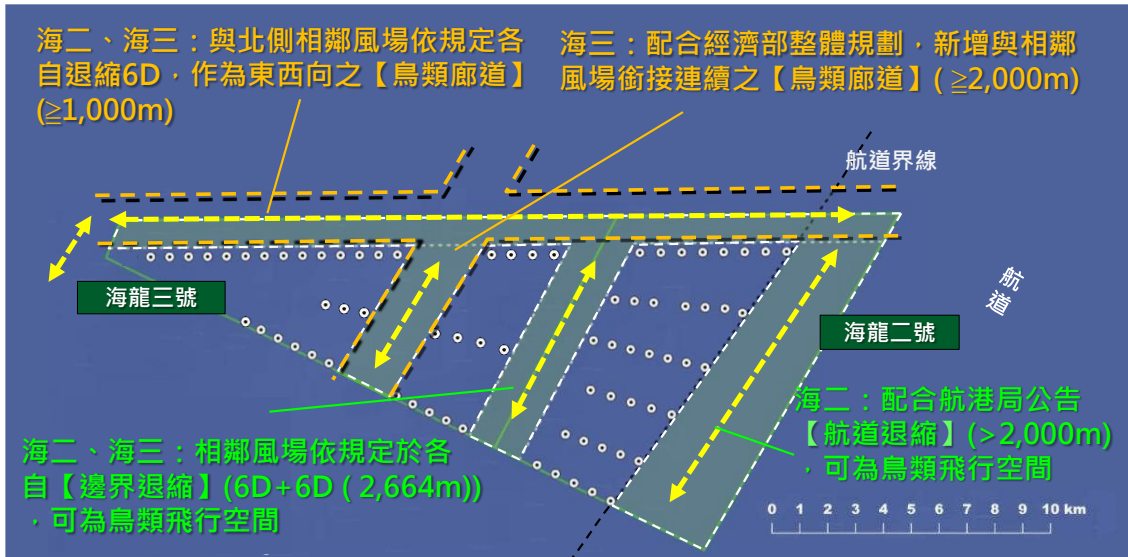 海二、海三：與北側相鄰風場依規定各
自退縮6D，作為東西向之【鳥類廊道】
(≧1,000m)
海三：配合經濟部整體規劃，新增與相鄰
風場銜接連續之【鳥類廊道】( ≧2,000m)
航道界線
航道
海龍三號
海龍二號
海二：配合航港局公告
【航道退縮】(>2,000m)
，可為鳥類飛行空間
海二、海三：相鄰風場依規定於各
自【邊界退縮】(6D+6D ( 2,664m))
，可為鳥類飛行空間
0 1 2 3 4 5 6 7 8 9 10 km